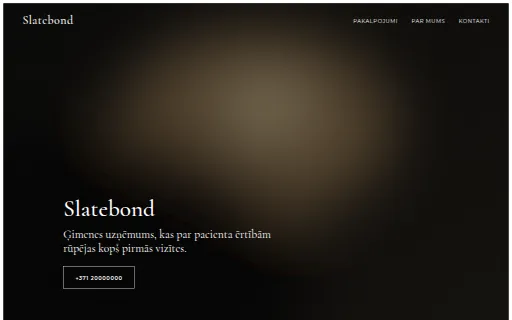 Slatebond
PAKALPOJUMI PAR MUMS KONTAKTI
Slatebond
Ģimenes uzņēmums, kas par pacienta ērtībām
rūpējas kopš pirmās vizītes.
+371 20000000